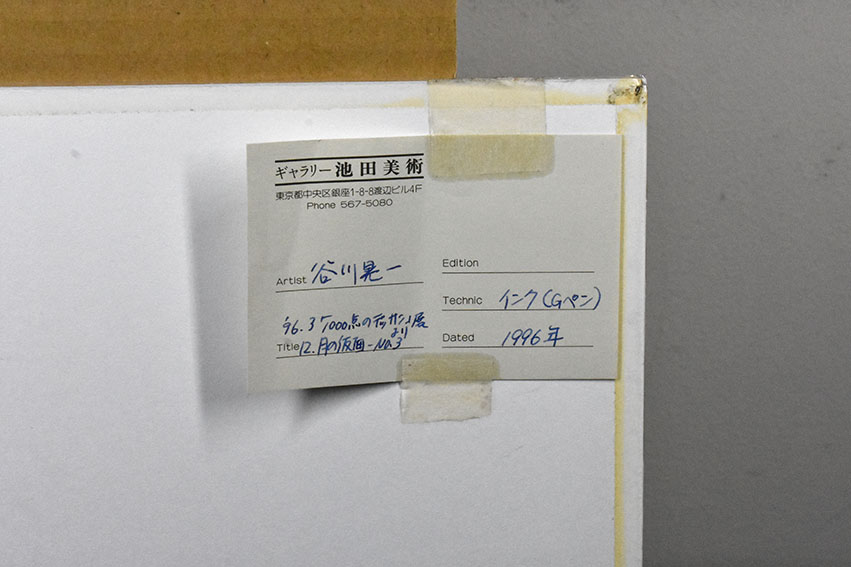 ギャラリー 池田美術
東京都中央区銀座1-8-8渡辺ビル4F
Phone 567-5080
Artist 谷川晃一
'96.3 "1000点のデッサン"展
より
Title 12.月の仮面-No.3
Edition
Technic インク(Gペン)
Dated 1996年